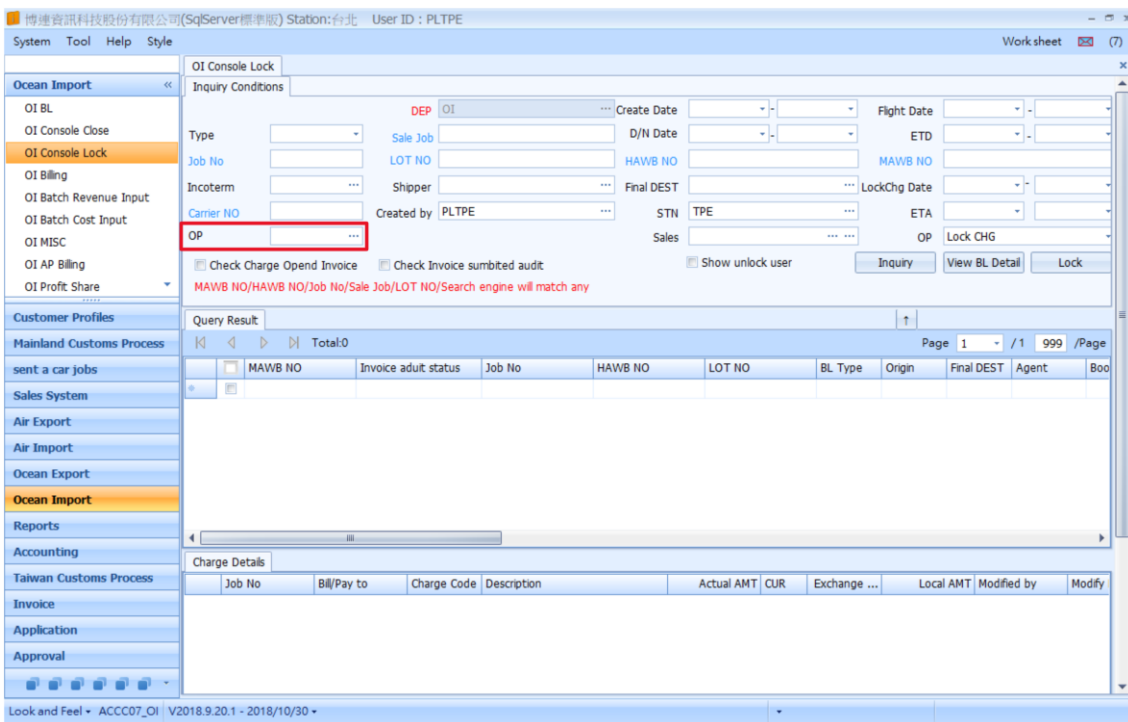 博連資訊科技股份有限公司(SqlServer標準版) Station:台北 User ID : PLTPE
System Tool Help Style Work sheet (7)
OI Console Lock
Ocean Import «
OI BL
OI Console Close
OI Console Lock
OI Billing
OI Batch Revenue Input
OI Batch Cost Input
OI MISC
OI AP Billing
OI Profit Share
Customer Profiles
Mainland Customs Process
sent a car jobs
Sales System
Air Export
Air Import
Ocean Export
Ocean Import
Reports
Accounting
Taiwan Customs Process
Invoice
Application
Approval
Inquiry Conditions
DEP OI ... Create Date - Flight Date -
Type Sale Job D/N Date - ETD -
Job No LOT NO HAWB NO MAWB NO
Incoterm ... Shipper ... Final DEST ... LockChg Date -
Carrier NO Created by PLTPE ... STN TPE ... ETA -
OP ... Sales ... ... OP Lock CHG
Check Charge Opend Invoice Check Invoice sumbited audit Show unlock user Inquiry View BL Detail Lock
MAWB NO/HAWB NO/Job No/Sale Job/LOT NO/Search engine will match any
Query Result ↑
Total:0 Page 1 / 1 999 /Page
MAWB NO Invoice aduit status Job No HAWB NO LOT NO BL Type Origin Final DEST Agent Boo
Charge Details
Job No Bill/Pay to Charge Code Description Actual AMT CUR Exchange ... Local AMT Modified by Modify
Look and Feel ACCC07_OI V2018.9.20.1 - 2018/10/30